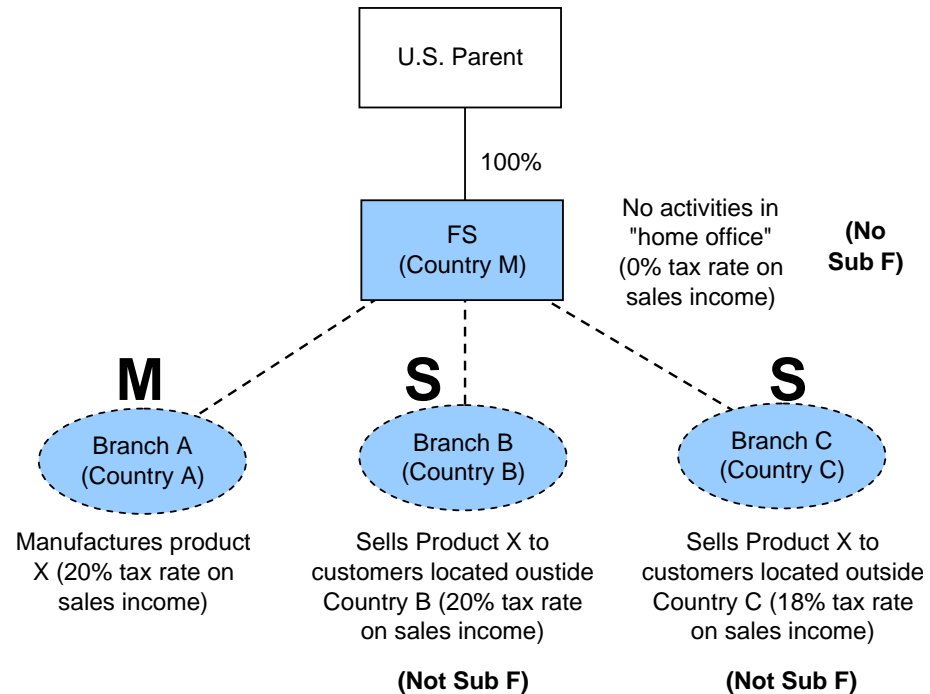 U.S. Parent
100%
FS
(Country M)
No activities in
"home office"
(0% tax rate on
sales income)
(No
Sub F)
M
S
S
Branch A
(Country A)
Branch B
(Country B)
Branch C
(Country C)
Manufactures product
X (20% tax rate on
sales income)
Sells Product X to
customers located oustide
Country B (20% tax rate
on sales income)
(Not Sub F)
Sells Product X to
customers located outside
Country C (18% tax rate
on sales income)
(Not Sub F)